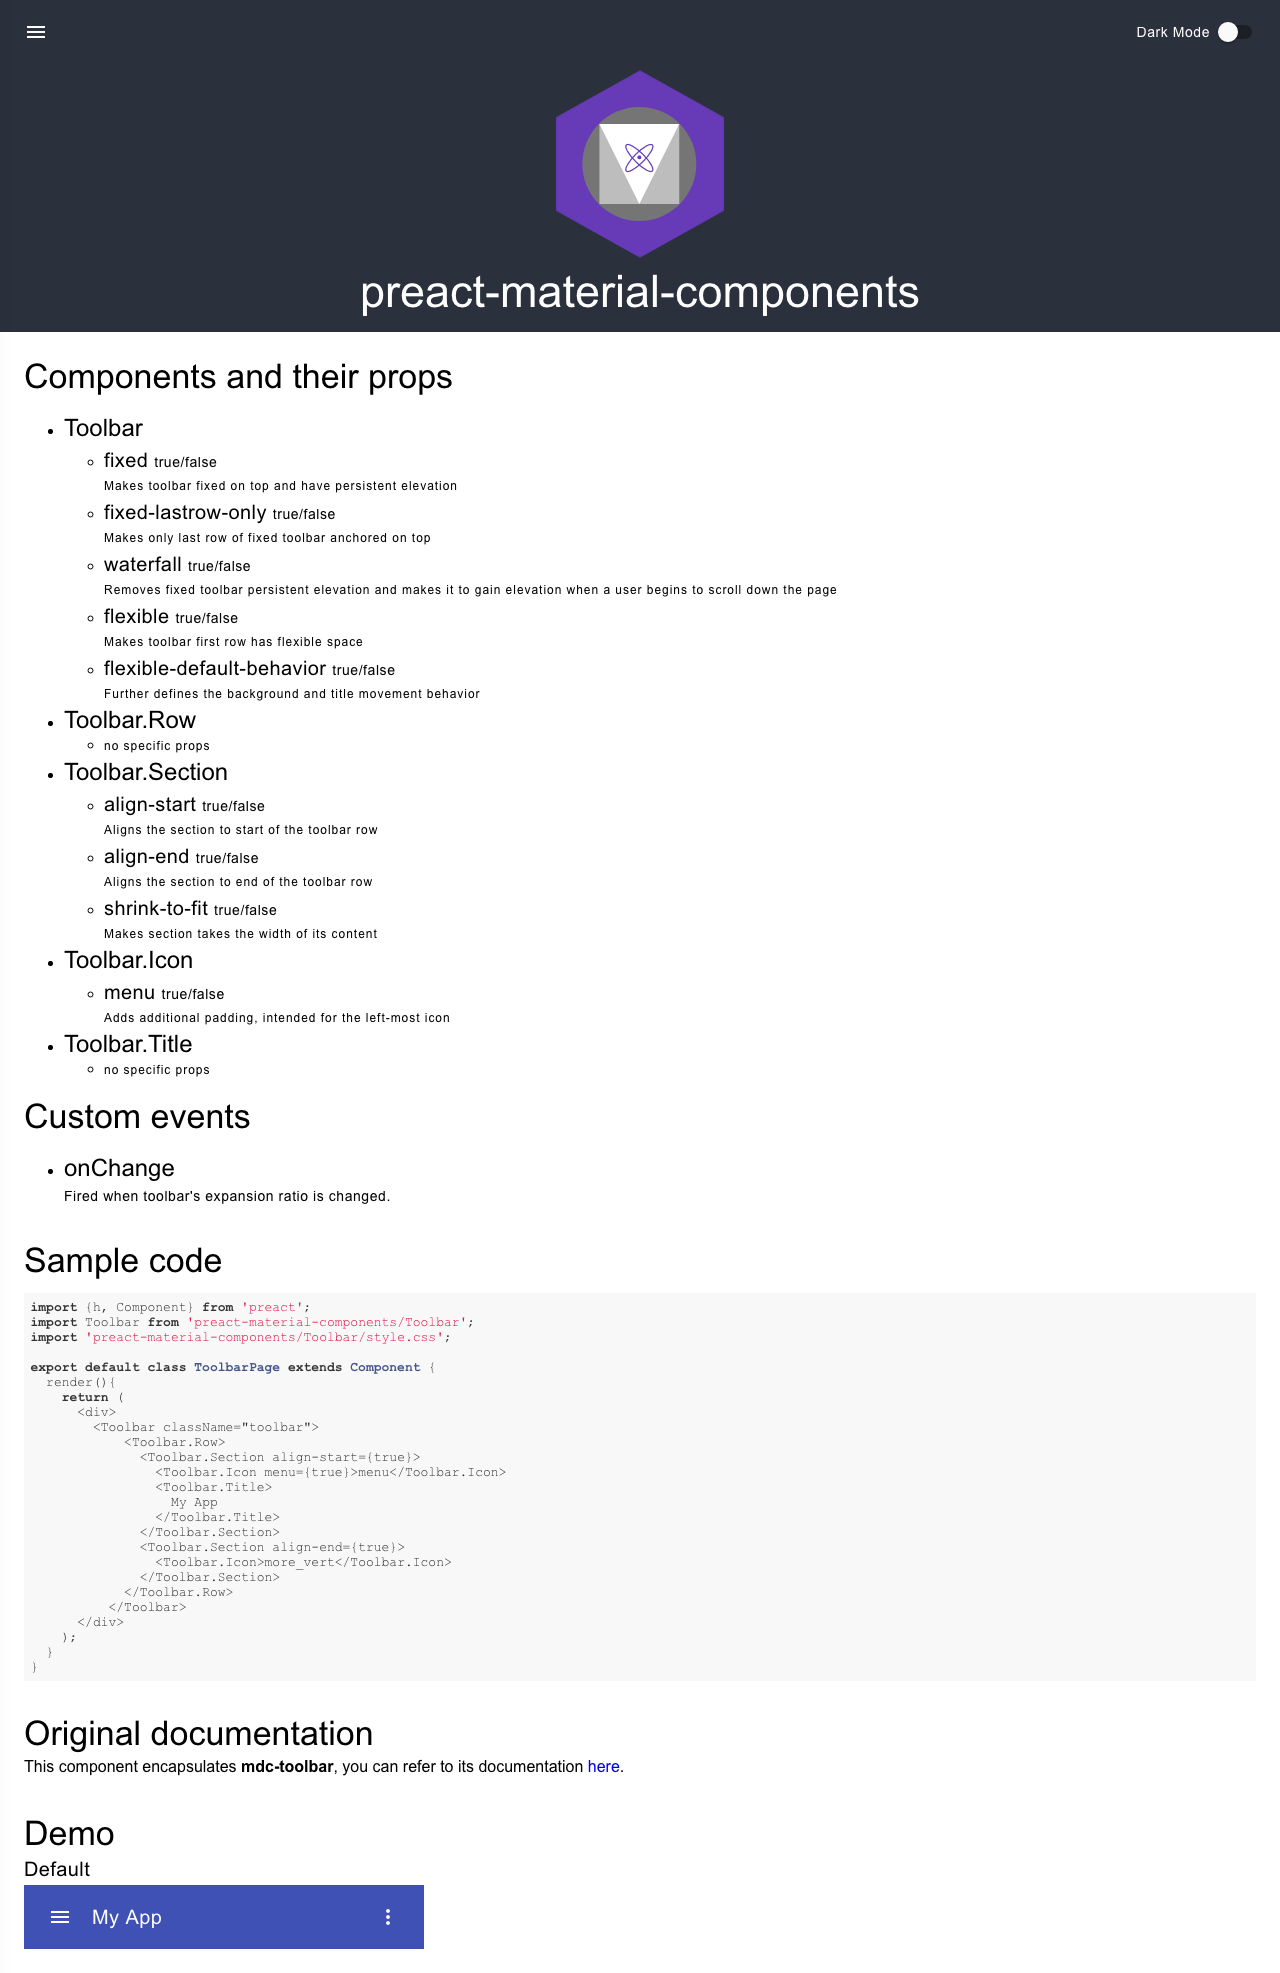 Dark Mode
preact-material-components
Components and their props
Toolbar
fixed true/false
Makes toolbar fixed on top and have persistent elevation
fixed-lastrow-only true/false
Makes only last row of fixed toolbar anchored on top
waterfall true/false
Removes fixed toolbar persistent elevation and makes it to gain elevation when a user begins to scroll down the page
flexible true/false
Makes toolbar first row has flexible space
flexible-default-behavior true/false
Further defines the background and title movement behavior
Toolbar.Row
no specific props
Toolbar.Section
align-start true/false
Aligns the section to start of the toolbar row
align-end true/false
Aligns the section to end of the toolbar row
shrink-to-fit true/false
Makes section takes the width of its content
Toolbar.Icon
menu true/false
Adds additional padding, intended for the left-most icon
Toolbar.Title
no specific props
Custom events
onChange
Fired when toolbar's expansion ratio is changed.
Sample code
import {h, Component} from 'preact';
import Toolbar from 'preact-material-components/Toolbar';
import 'preact-material-components/Toolbar/style.css';
export default class ToolbarPage extends Component {
render(){
return (
<div>
<Toolbar className="toolbar">
<Toolbar.Row>
<Toolbar.Section align-start={true}>
<Toolbar.Icon menu={true}>menu</Toolbar.Icon>
<Toolbar.Title>
My App
</Toolbar.Title>
</Toolbar.Section>
<Toolbar.Section align-end={true}>
<Toolbar.Icon>more_vert</Toolbar.Icon>
</Toolbar.Section>
</Toolbar.Row>
</Toolbar>
</div>
);
}
}
Original documentation
This component encapsulates mdc-toolbar, you can refer to its documentation here.
Demo
Default
My App